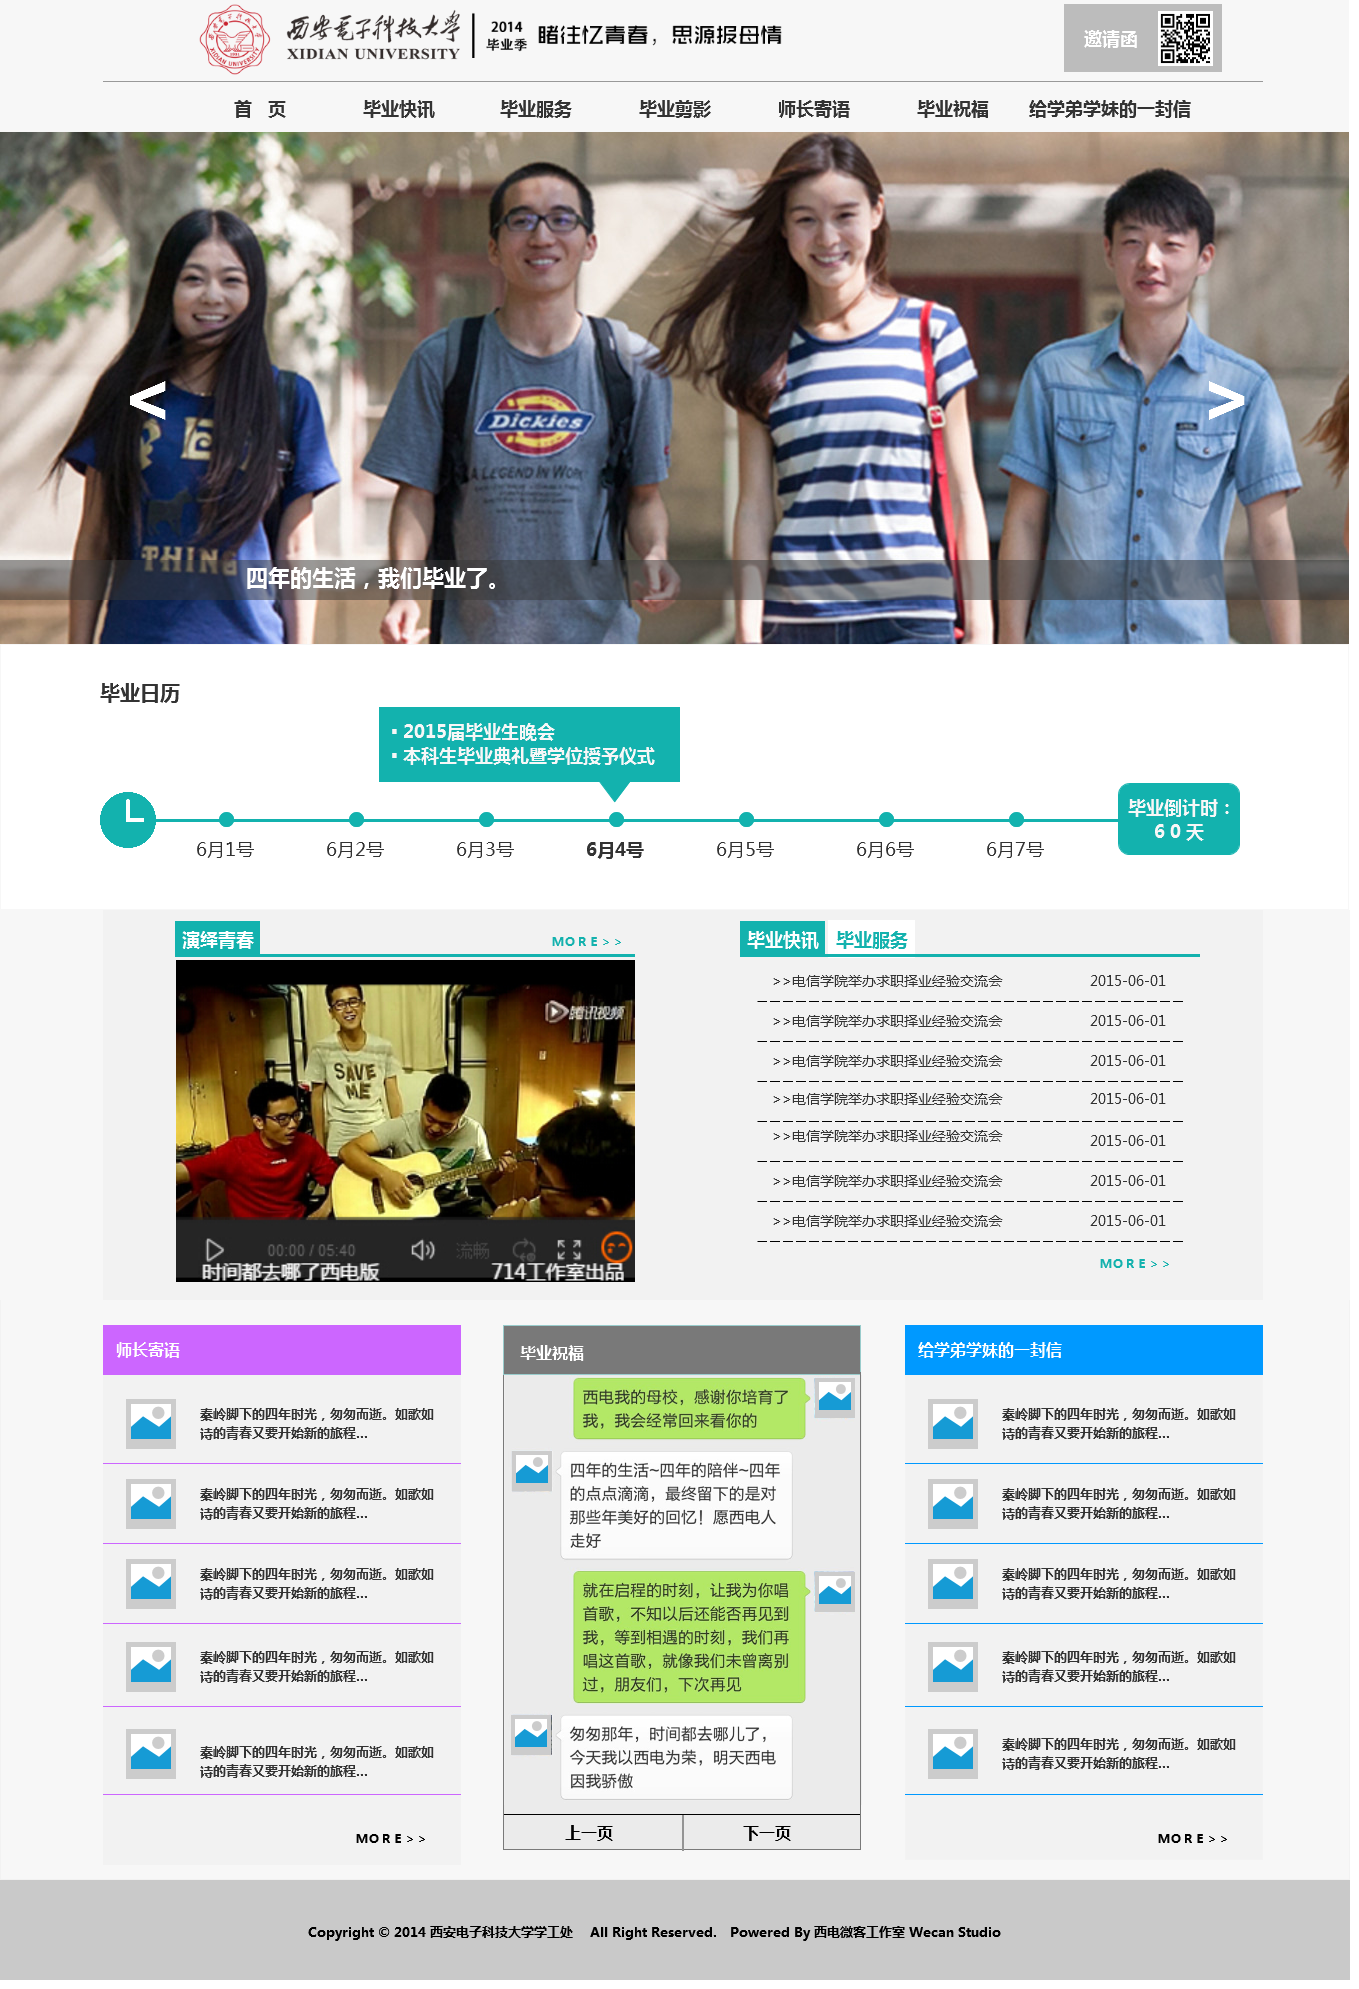 西安电子科技大学
XIDIAN UNIVERSITY
2014
毕业季
睹往忆青春，思源报母情
邀请函
首 页 毕业快讯 毕业服务 毕业剪影 师长寄语 毕业祝福 给学弟学妹的一封信
Dickies
A LEGEND IN WORK
THING
< >
四年的生活，我们毕业了。
毕业日历
▪ 2015届毕业生晚会
▪ 本科生毕业典礼暨学位授予仪式
毕业倒计时：
6 0 天
6月1号 6月2号 6月3号 6月4号 6月5号 6月6号 6月7号
演绎青春 MORE>>
腾讯视频
SAVE
ME
00:00 / 05:40 流畅
时间都去哪了西电版 714工作室出品
毕业快讯 毕业服务
>>电信学院举办求职择业经验交流会 2015-06-01
>>电信学院举办求职择业经验交流会 2015-06-01
>>电信学院举办求职择业经验交流会 2015-06-01
>>电信学院举办求职择业经验交流会 2015-06-01
>>电信学院举办求职择业经验交流会 2015-06-01
>>电信学院举办求职择业经验交流会 2015-06-01
>>电信学院举办求职择业经验交流会 2015-06-01
MORE>>
师长寄语
秦岭脚下的四年时光，匆匆而逝。如歌如
诗的青春又要开始新的旅程...
秦岭脚下的四年时光，匆匆而逝。如歌如
诗的青春又要开始新的旅程...
秦岭脚下的四年时光，匆匆而逝。如歌如
诗的青春又要开始新的旅程...
秦岭脚下的四年时光，匆匆而逝。如歌如
诗的青春又要开始新的旅程...
秦岭脚下的四年时光，匆匆而逝。如歌如
诗的青春又要开始新的旅程...
MORE>>
毕业祝福
西电我的母校，感谢你培育了
我，我会经常回来看你的
四年的生活~四年的陪伴~四年
的点点滴滴，最终留下的是对
那些年美好的回忆！愿西电人
走好
就在启程的时刻，让我为你唱
首歌，不知以后还能否再见到
我，等到相遇的时刻，我们再
唱这首歌，就像我们未曾离别
过，朋友们，下次再见
匆匆那年，时间都去哪儿了，
今天我以西电为荣，明天西电
因我骄傲
上一页 下一页
给学弟学妹的一封信
秦岭脚下的四年时光，匆匆而逝。如歌如
诗的青春又要开始新的旅程...
秦岭脚下的四年时光，匆匆而逝。如歌如
诗的青春又要开始新的旅程...
秦岭脚下的四年时光，匆匆而逝。如歌如
诗的青春又要开始新的旅程...
秦岭脚下的四年时光，匆匆而逝。如歌如
诗的青春又要开始新的旅程...
秦岭脚下的四年时光，匆匆而逝。如歌如
诗的青春又要开始新的旅程...
MORE>>
Copyright © 2014 西安电子科技大学学工处 All Right Reserved. Powered By 西电微客工作室 Wecan Studio